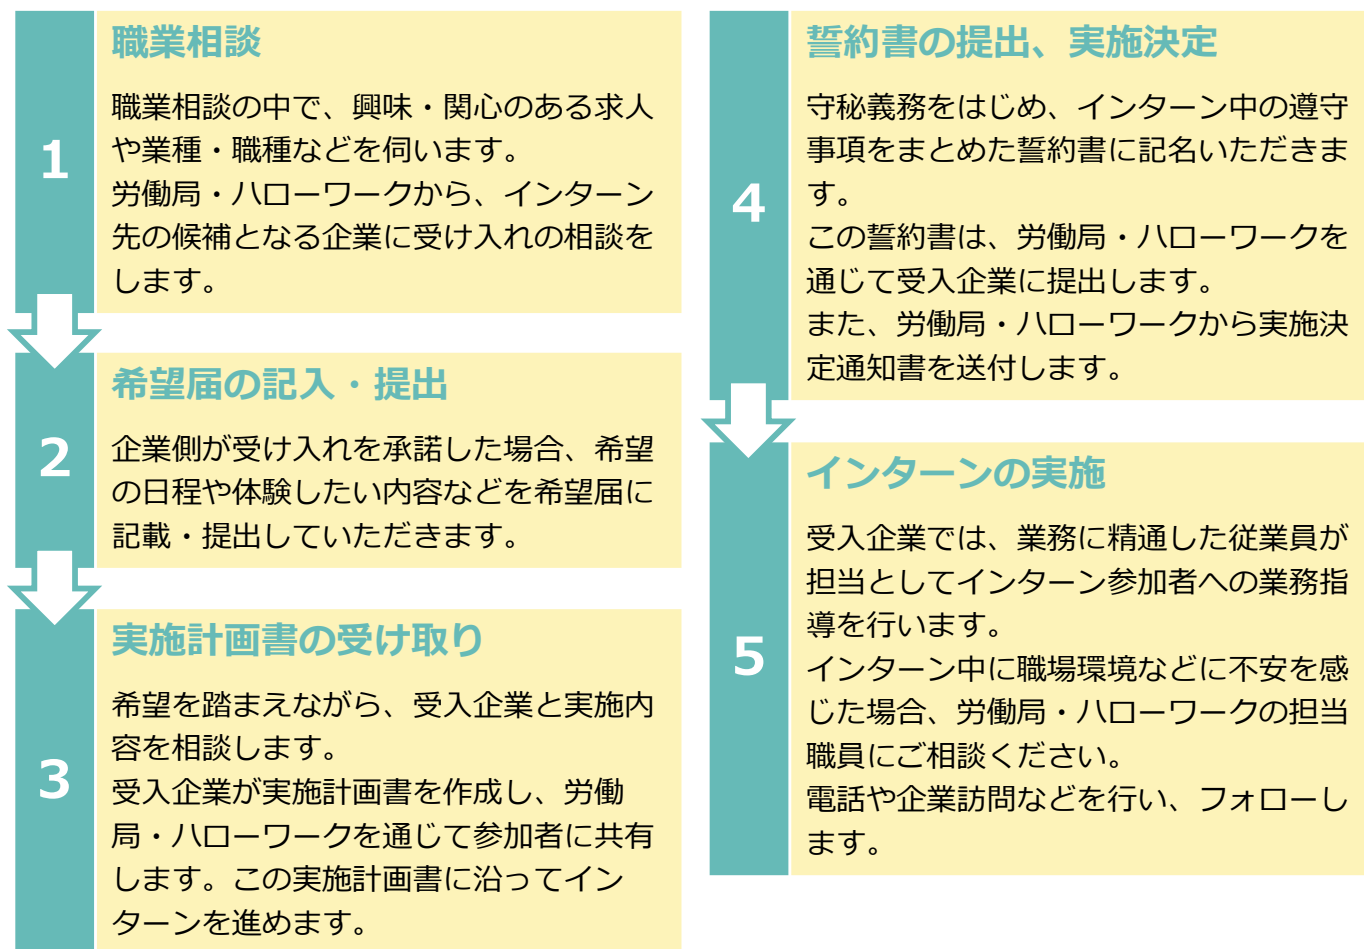 1
職業相談
職業相談の中で、興味・関心のある求人
や業種・職種などを伺います。
労働局・ハローワークから、インターン
先の候補となる企業に受け入れの相談を
します。
2
希望届の記入・提出
企業側が受け入れを承諾した場合、希望
の日程や体験したい内容などを希望届に
記載・提出していただきます。
3
実施計画書の受け取り
希望を踏まえながら、受入企業と実施内
容を相談します。
受入企業が実施計画書を作成し、労働
局・ハローワークを通じて参加者に共有
します。この実施計画書に沿ってイン
ターンを進めます。
4
誓約書の提出、実施決定
守秘義務をはじめ、インターン中の遵守
事項をまとめた誓約書に記名いただきま
す。
この誓約書は、労働局・ハローワークを
通じて受入企業に提出します。
また、労働局・ハローワークから実施決
定通知書を送付します。
5
インターンの実施
受入企業では、業務に精通した従業員が
担当としてインターン参加者への業務指
導を行います。
インターン中に職場環境などに不安を感
じた場合、労働局・ハローワークの担当
職員にご相談ください。
電話や企業訪問などを行い、フォローし
ます。